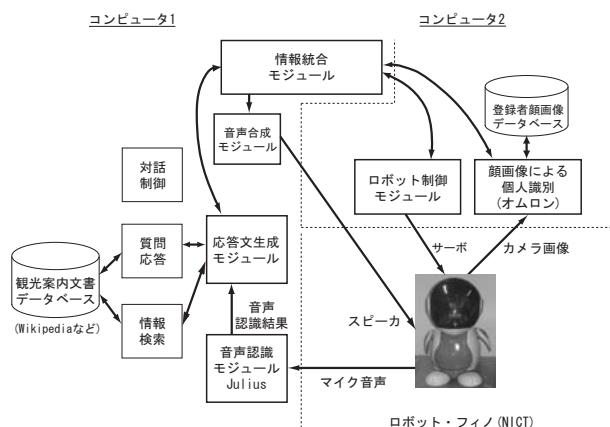 コンピュータ1
コンピュータ2
情報統合
モジュール
登録者顔画像
データベース
音声合成
モジュール
対話
制御
ロボット制御
モジュール
顔画像による
個人識別
(オムロン)
質問
応答
応答文生成
モジュール
サーボ
カメラ画像
観光案内文書
データベース
(Wikipediaなど)
情報
検索
音声
認識結果
スピーカ
音声認識
モジュール
Julius
マイク音声
ロボット・フィノ(NICT)